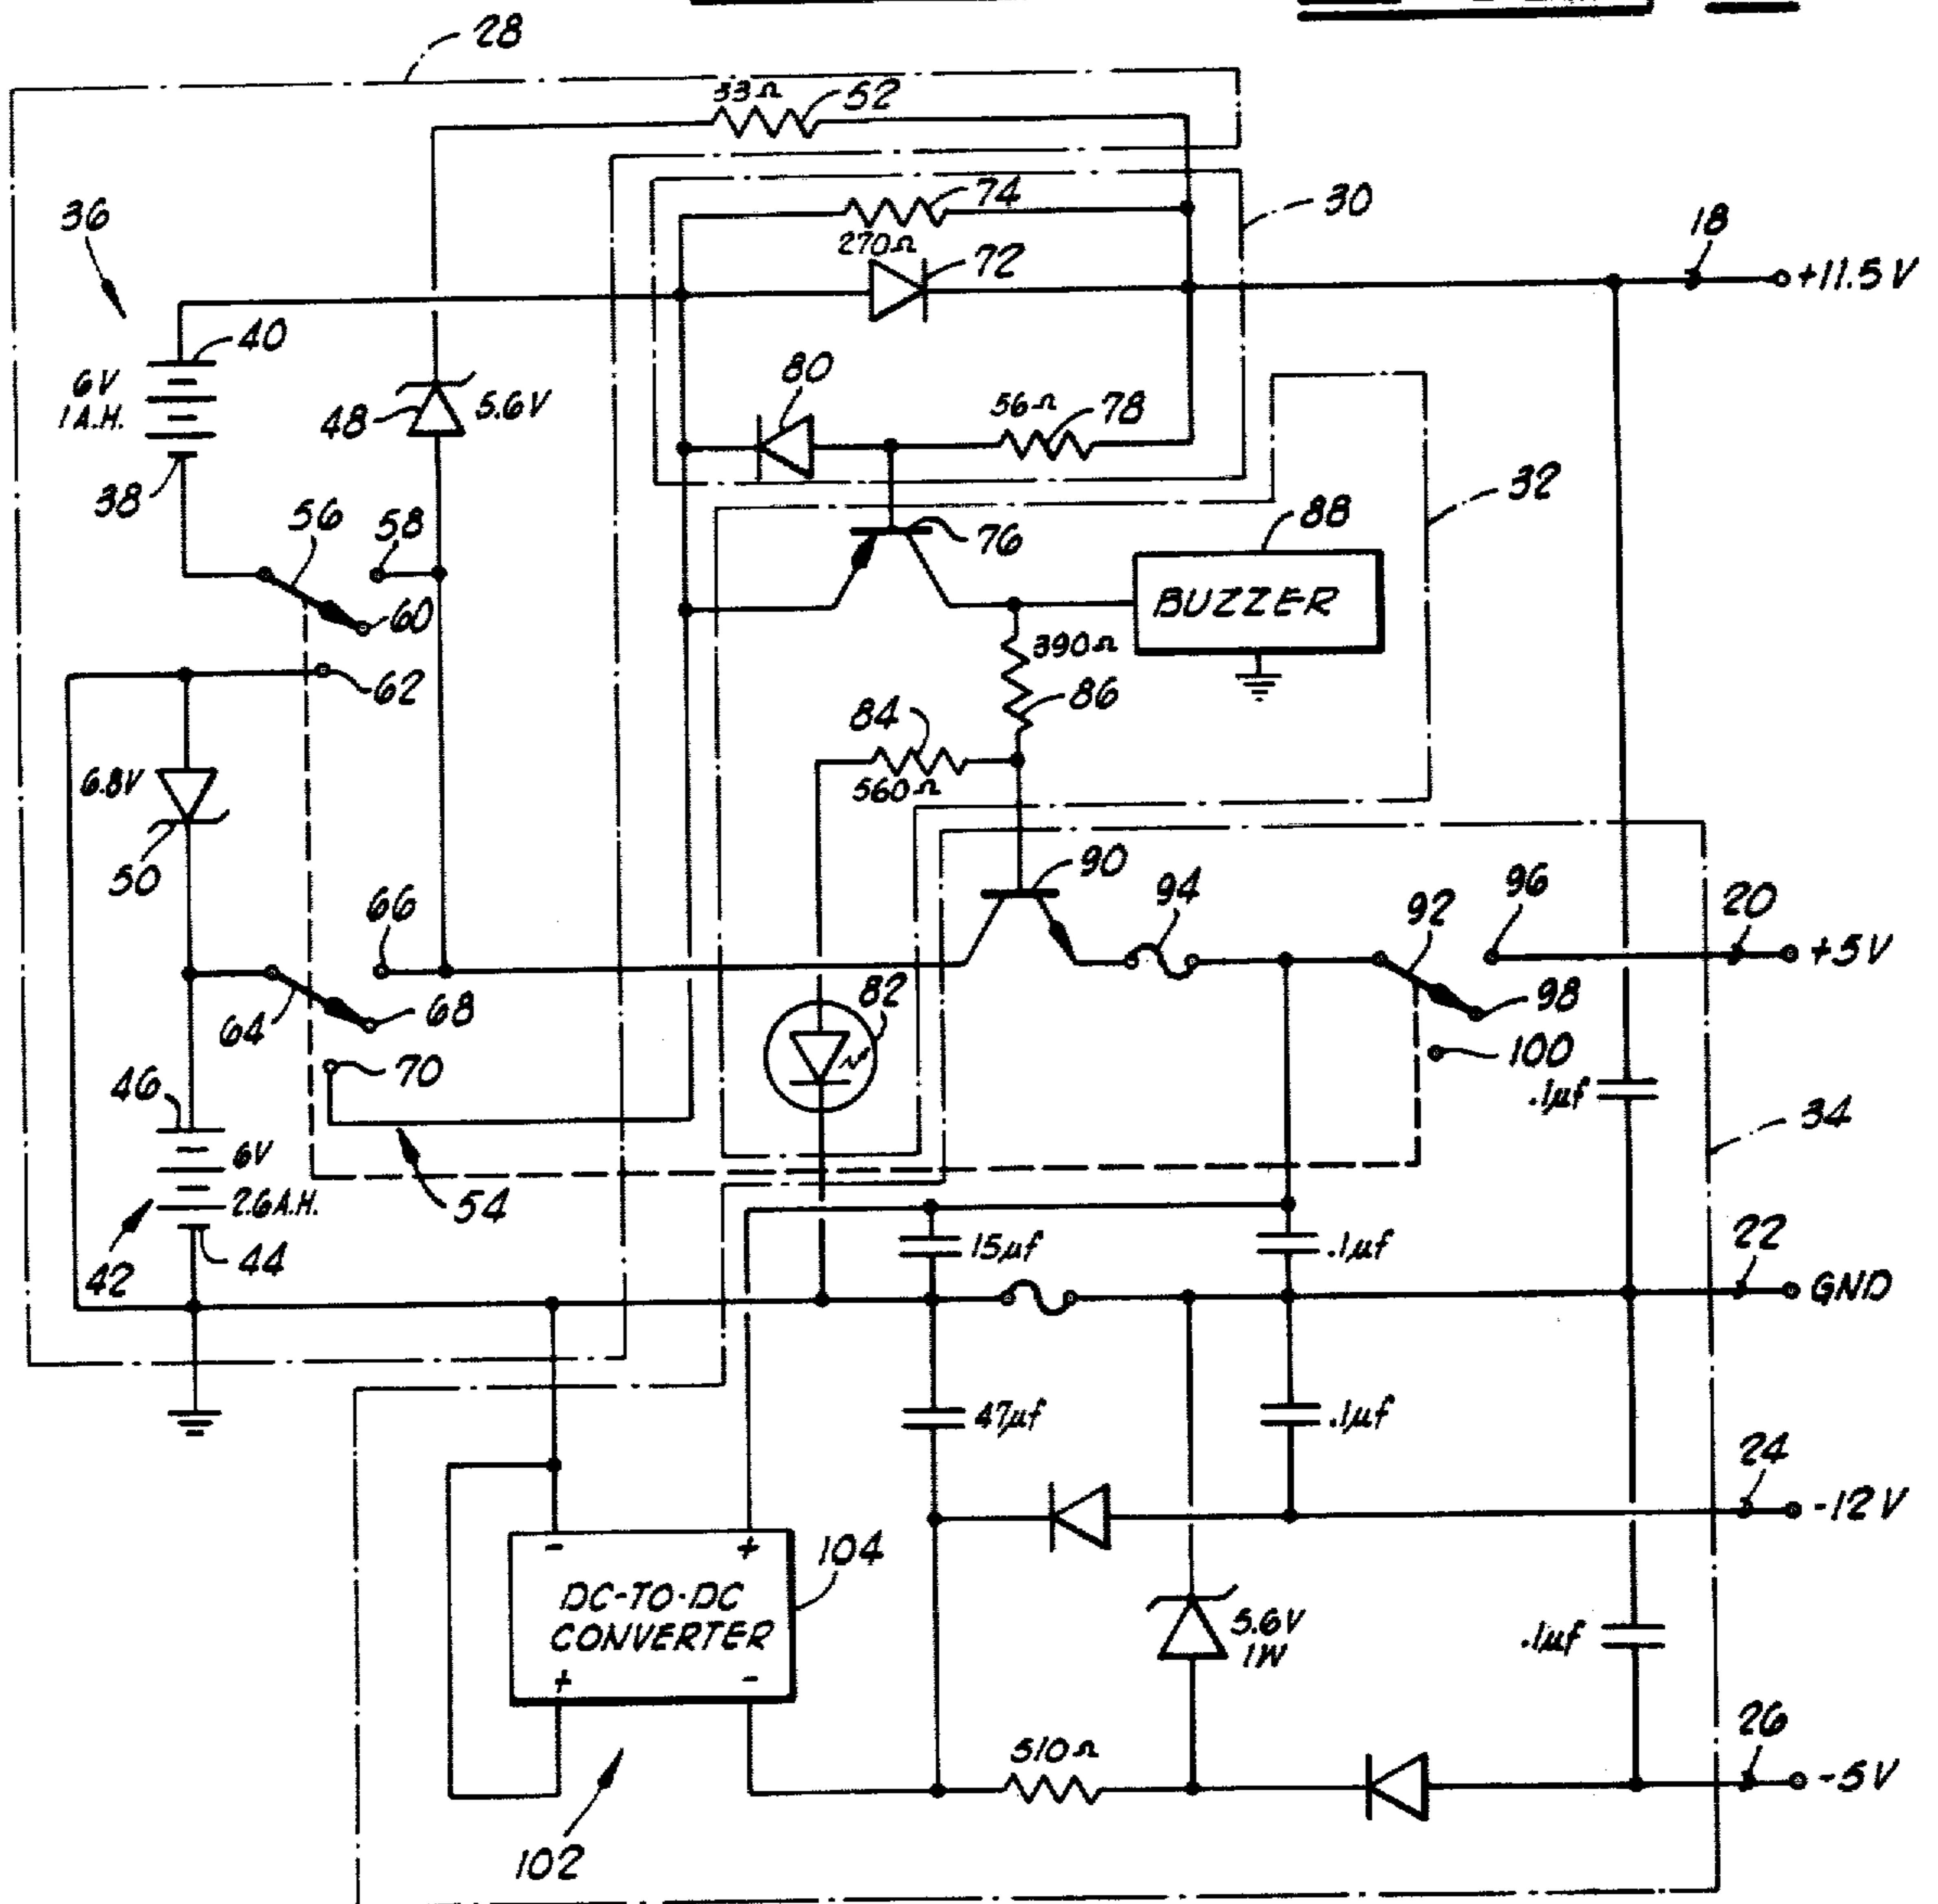 28
33Ω
52
74
30
36
270Ω
72
18
+11.5V
40
80
6V
1 A.H.
48
5.6V
56Ω
78
38
32
56
58
76
88
60
BUZZER
390Ω
62
86
84
6.8V
560Ω
50
90
94
92
96
20
66
+5V
82
98
64
68
70
100
46
.1µf
34
6V
2.6 A.H.
54
15µf
.1µf
22
42
44
GND
47µf
.1µf
24
-12V
- +
104
DC-TO-DC
CONVERTER
5.6V
1W
.1µf
+ -
510Ω
26
-5V
102